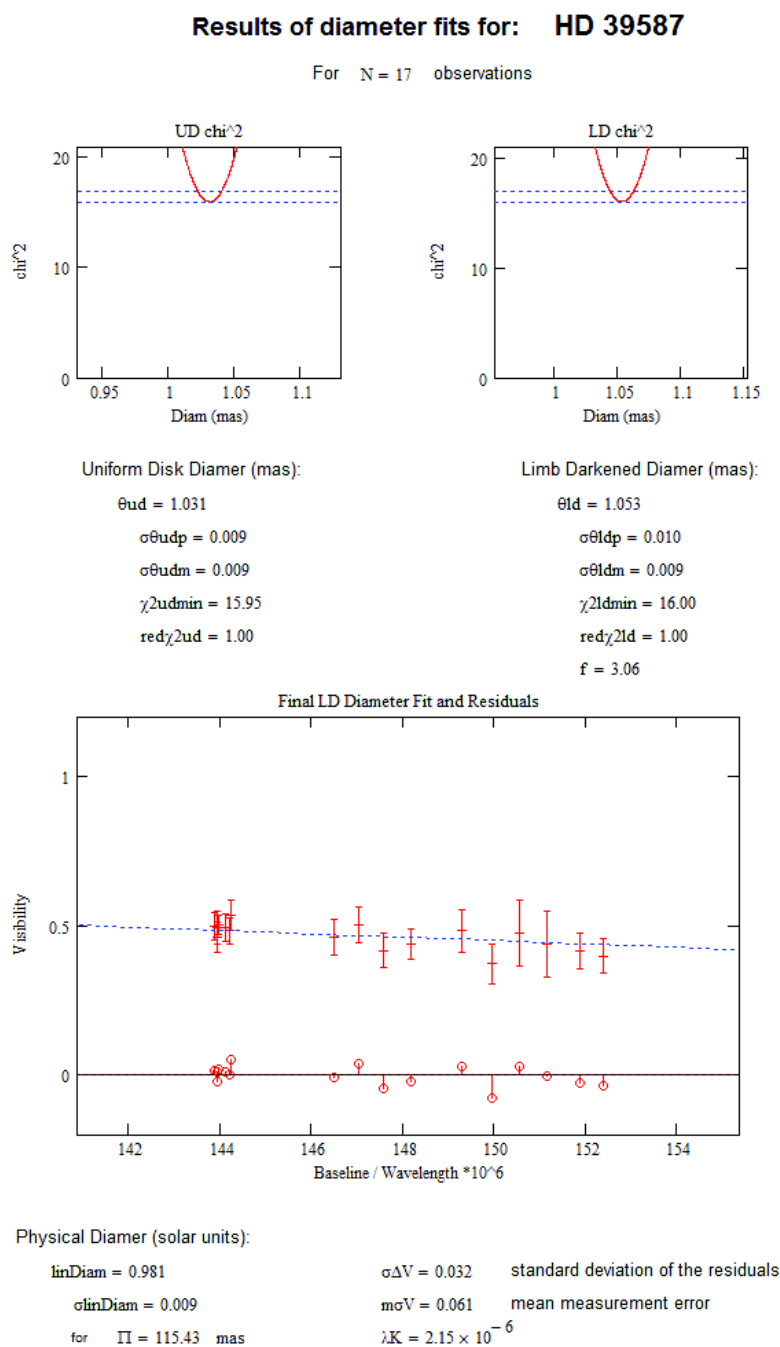 Results of diameter fits for: HD 39587
For N = 17 observations
UD chi^2
20
10
0
chi^2
0.95 1 1.05 1.1
Diam (mas)
LD chi^2
20
10
0
chi^2
1 1.05 1.1 1.15
Diam (mas)
Uniform Disk Diamer (mas):
θud = 1.031
σθudp = 0.009
σθudm = 0.009
χ2udmin = 15.95
redχ2ud = 1.00
Limb Darkened Diamer (mas):
θld = 1.053
σθldp = 0.010
σθldm = 0.009
χ2ldmin = 16.00
redχ2ld = 1.00
f = 3.06
Final LD Diameter Fit and Residuals
1
0.5
0
Visibility
142 144 146 148 150 152 154
Baseline / Wavelength *10^6
Physical Diamer (solar units):
linDiam = 0.981
σlinDiam = 0.009
for Π = 115.43 mas
σΔV = 0.032 standard deviation of the residuals
mσV = 0.061 mean measurement error
λK = 2.15 × 10⁻⁶